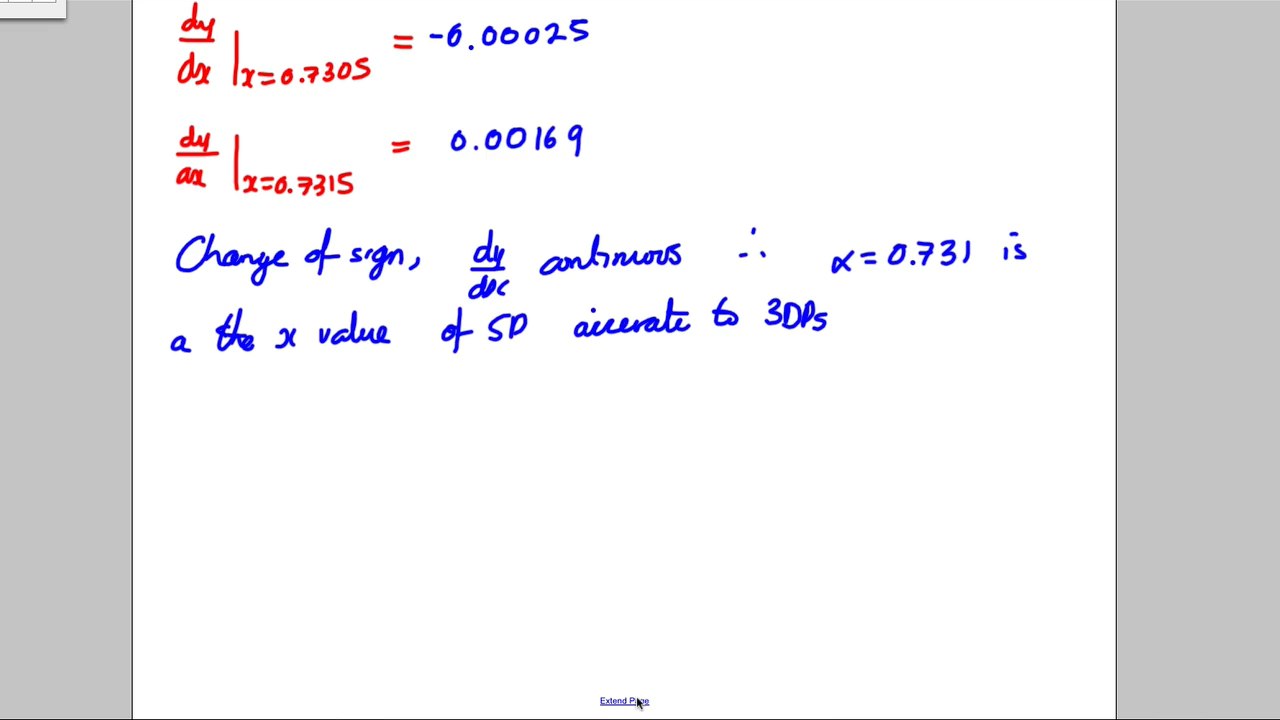 dy/dx |x=0.7305 = -0.00025
dy/dx |x=0.7315 = 0.00169
Change of sign, dy/dx continuous ∴ α = 0.731 is
a the x value of SP accurate to 3DPs
Extend Page